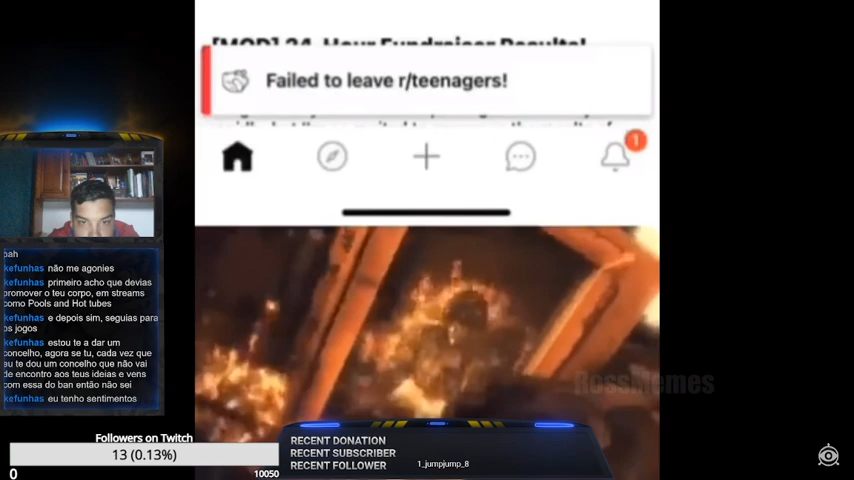 Failed to leave r/teenagers!
1
pah
kefunhas não me agonies
kefunhas primeiro acho que devias
promover o teu corpo, em streams
como Pools and Hot tubes
kefunhas e depois sim, seguias para
os jogos
kefunhas estou te a dar um
concelho, agora se tu, cada vez que
eu te dou um concelho que não vai
de encontro aos teus ideias e vens
com essa do ban então não sei
kefunhas eu tenho sentimentos
RossMemes
Followers on Twitch
13 (0.13%)
0
10050
RECENT DONATION
RECENT SUBSCRIBER
RECENT FOLLOWER 1_jumpjump_8